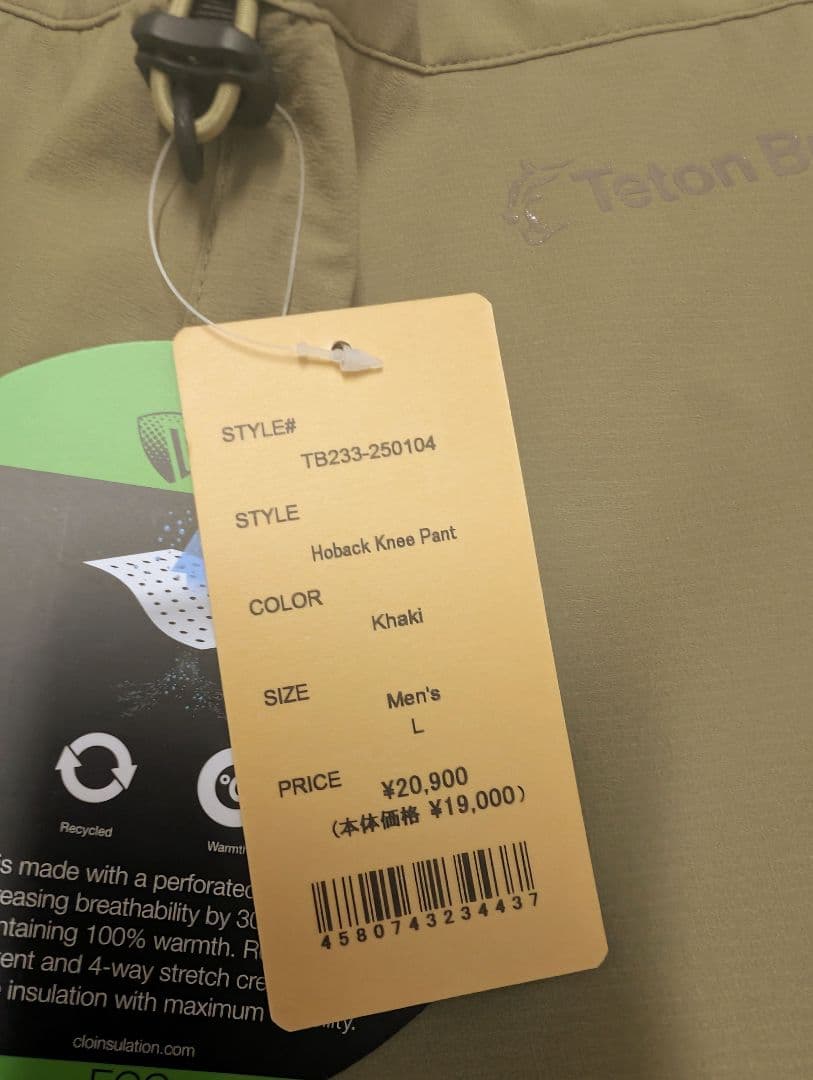 Teton B
STYLE#
TB233-250104
STYLE
Hoback Knee Pant
COLOR
Khaki
SIZE
Men's
L
PRICE
¥20,900
(本体価格 ¥19,000)
4580743234437
Recycled
Warmt
s made with a perforated
easing breathability by 30
ntaining 100% warmth. R
ent and 4-way stretch cre
insulation with maximum
ity.
cloinsulation.com